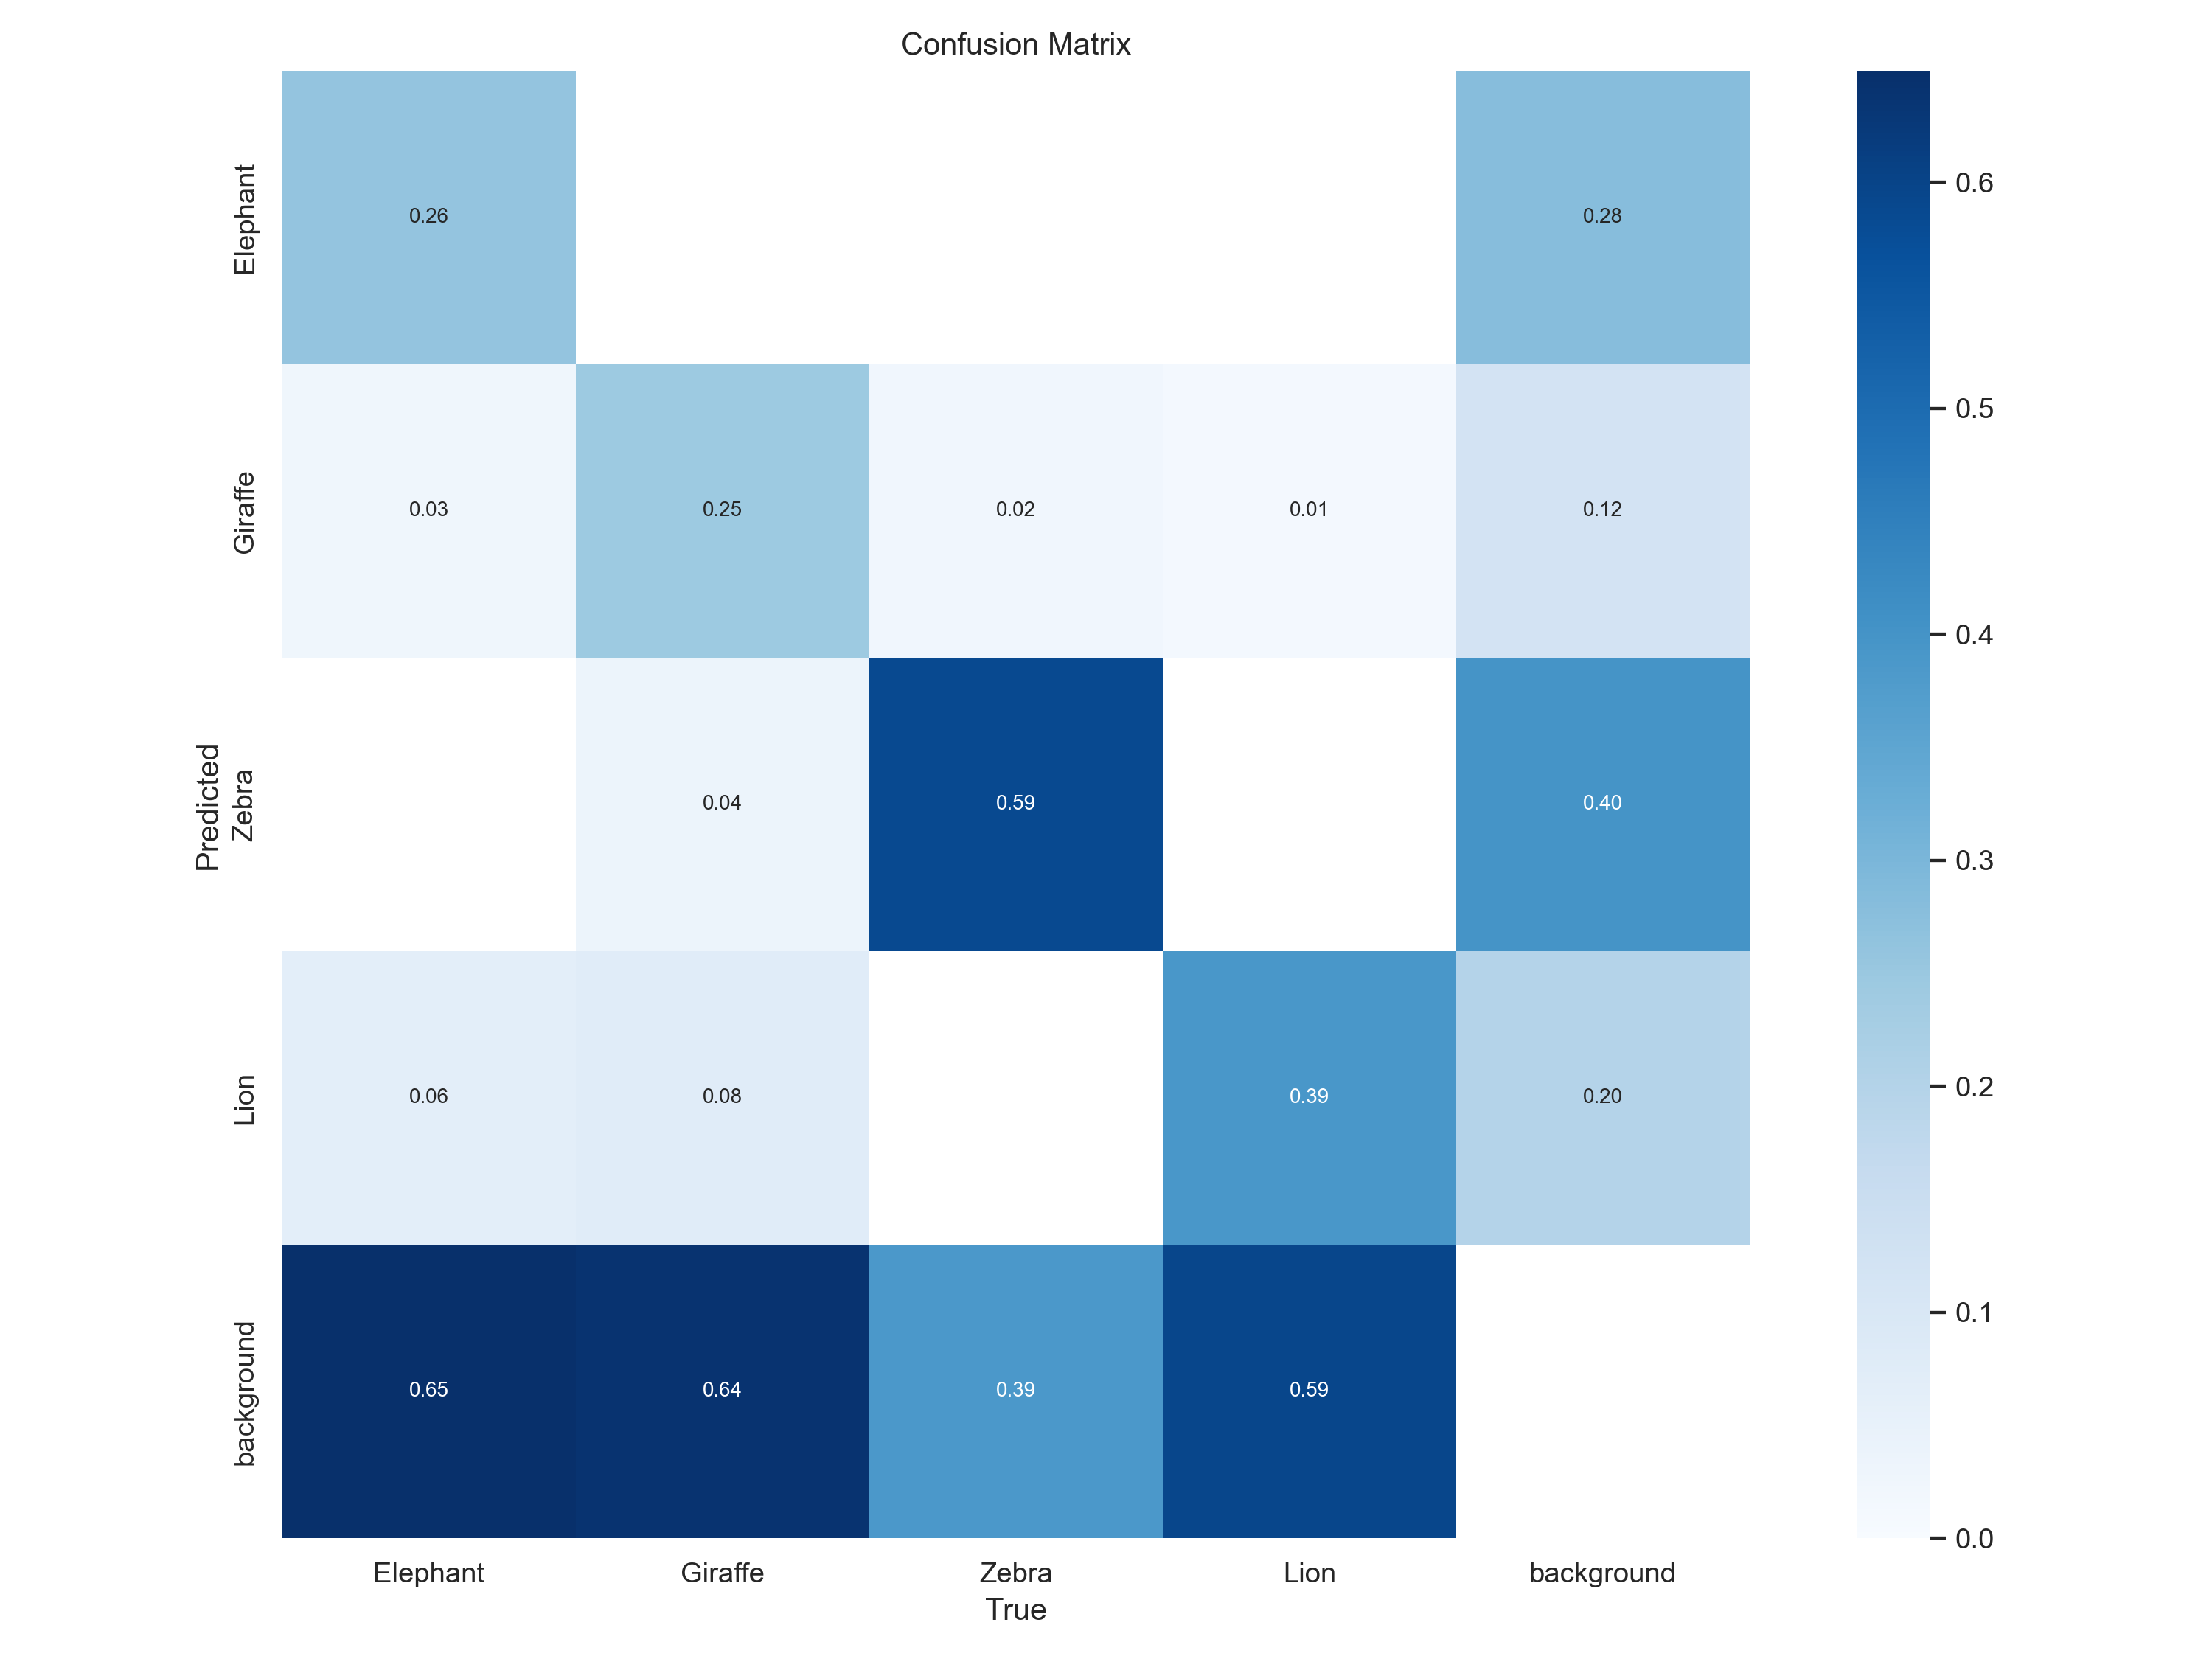 Confusion Matrix
Elephant
0.26
0.28
0.6
Giraffe
0.03
0.25
0.02
0.01
0.12
0.5
0.4
Predicted
Zebra
0.04
0.59
0.40
0.3
Lion
0.06
0.08
0.39
0.20
0.2
background
0.65
0.64
0.39
0.59
0.1
0.0
Elephant
Giraffe
Zebra
Lion
background
True